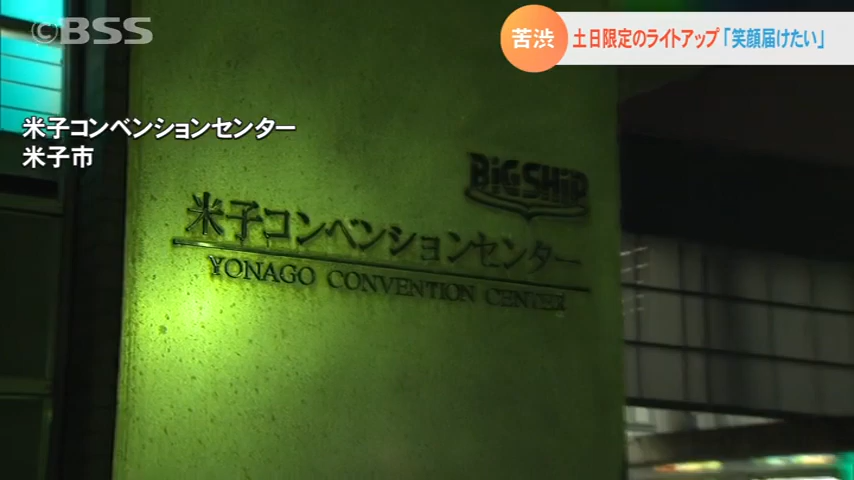 ©BSS
苦渋
土日限定のライトアップ「笑顔届けたい」
米子コンベンションセンター
米子市
BiGSHiP
米子コンベンションセンター
YONAGO CONVENTION CENTER